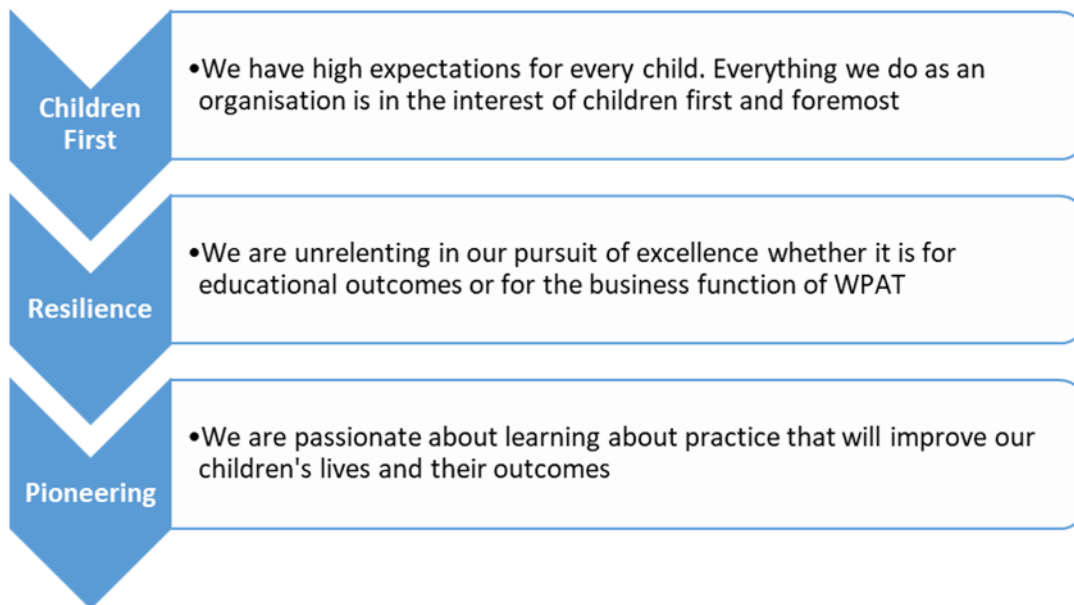 Children
First
•We have high expectations for every child. Everything we do as an
organisation is in the interest of children first and foremost
Resilience
•We are unrelenting in our pursuit of excellence whether it is for
educational outcomes or for the business function of WPAT
Pioneering
•We are passionate about learning about practice that will improve our
children's lives and their outcomes